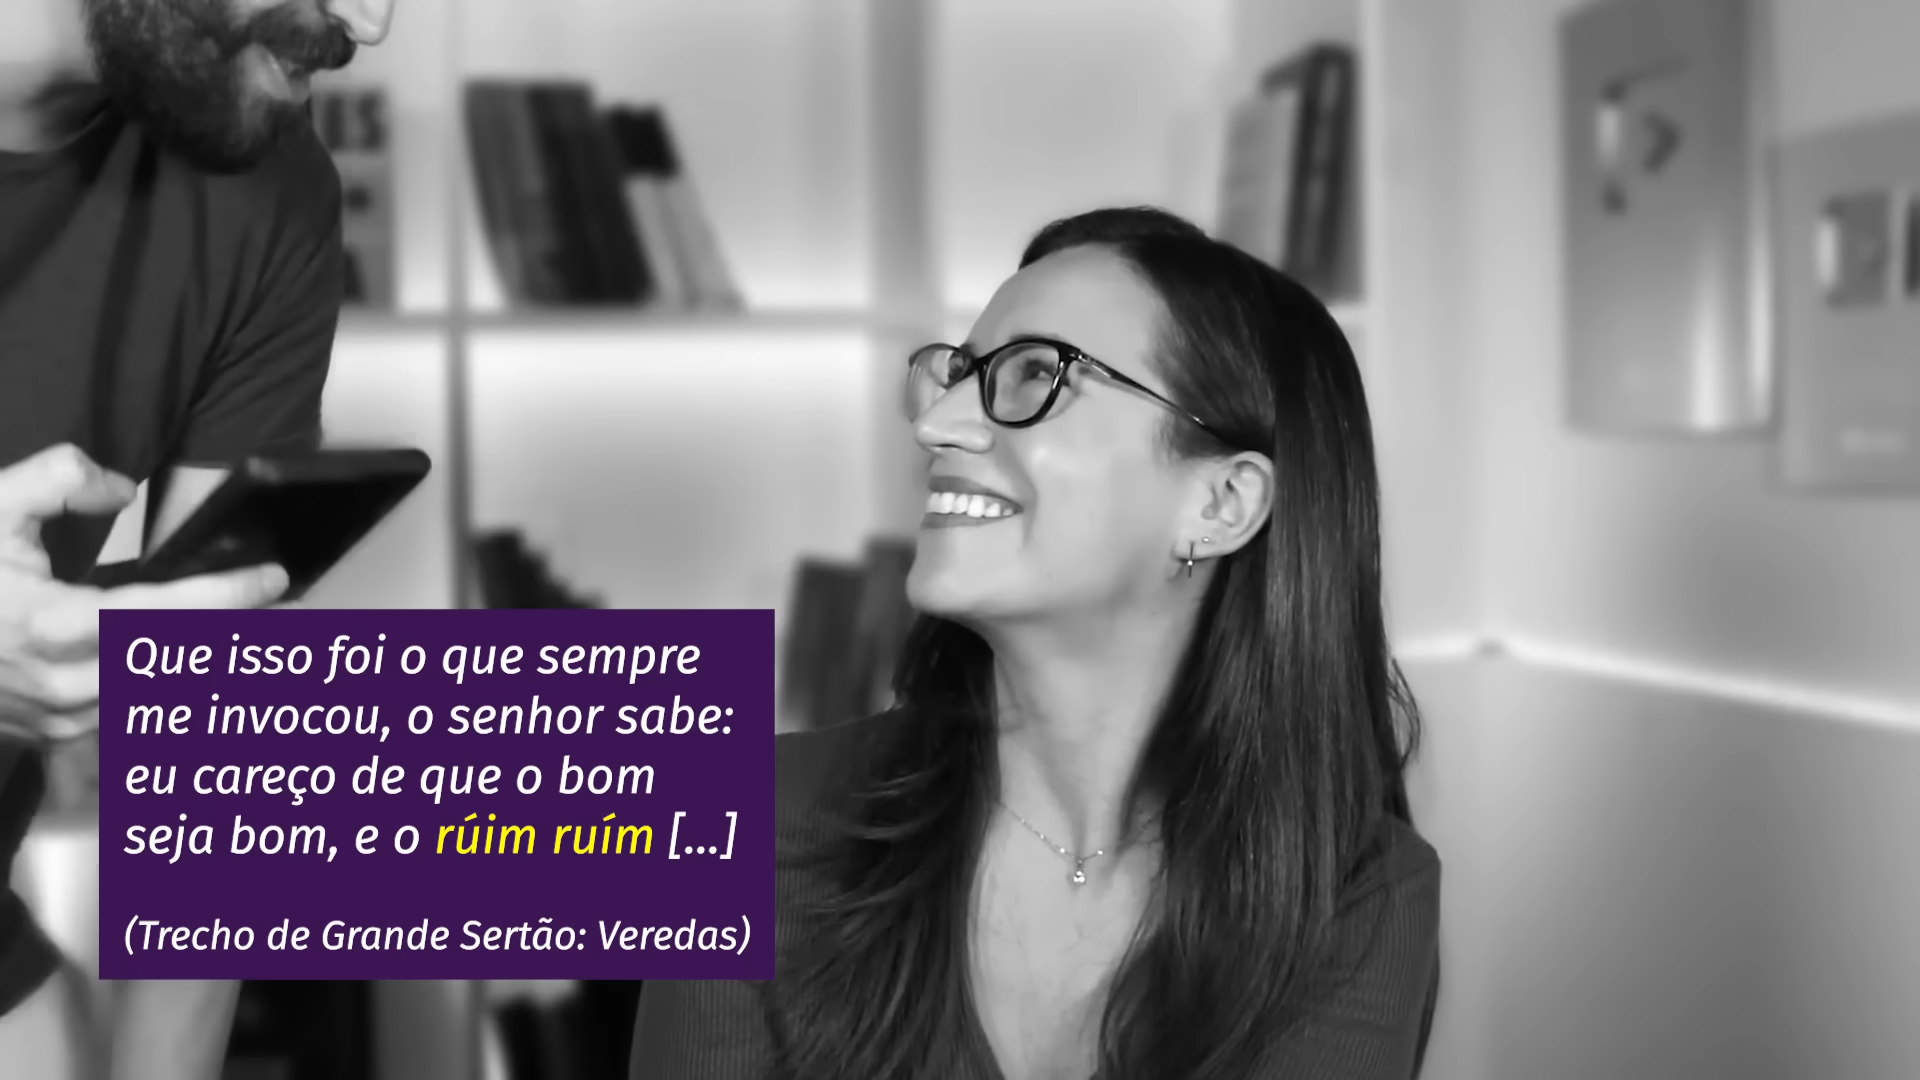 Que isso foi o que sempre
me invocou, o senhor sabe:
eu careço de que o bom
seja bom, e o rúim ruím [...]
(Trecho de Grande Sertão: Veredas)